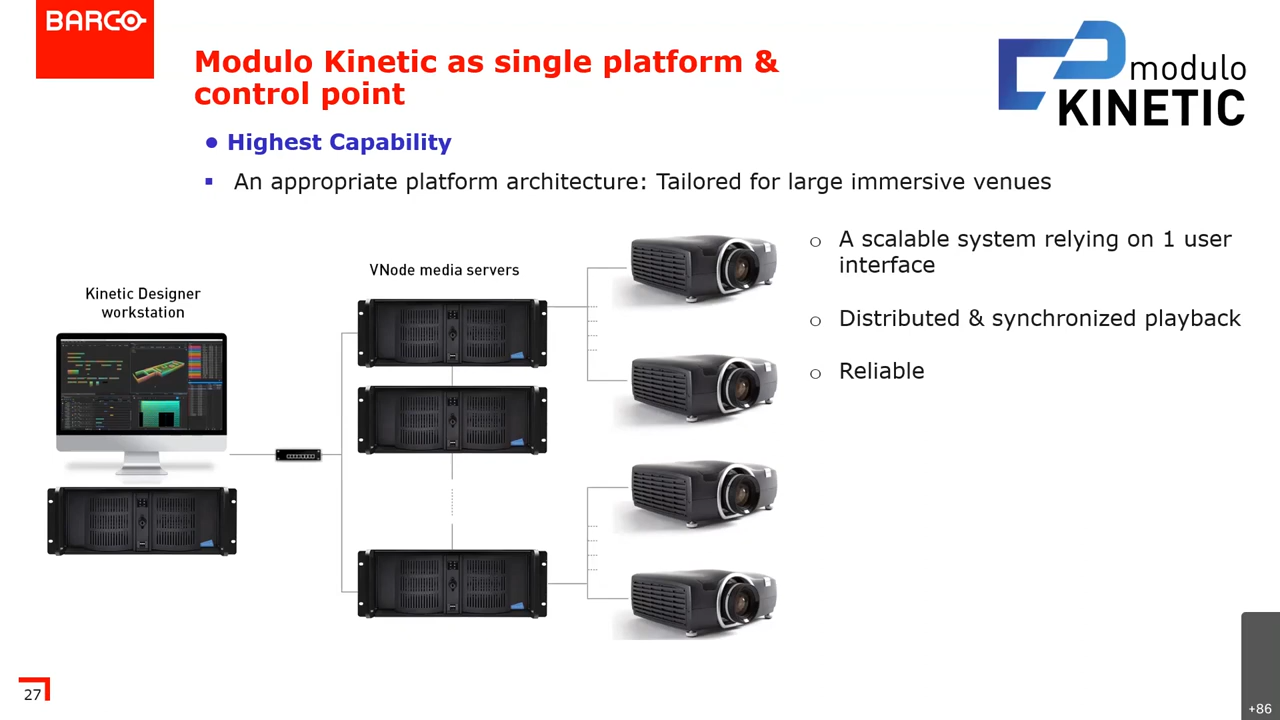 BARCO
Modulo Kinetic as single platform &
control point
modulo
KINETIC
● Highest Capability
▪ An appropriate platform architecture: Tailored for large immersive venues
o A scalable system relying on 1 user
interface
o Distributed & synchronized playback
o Reliable
VNode media servers
Kinetic Designer
workstation
27
+86